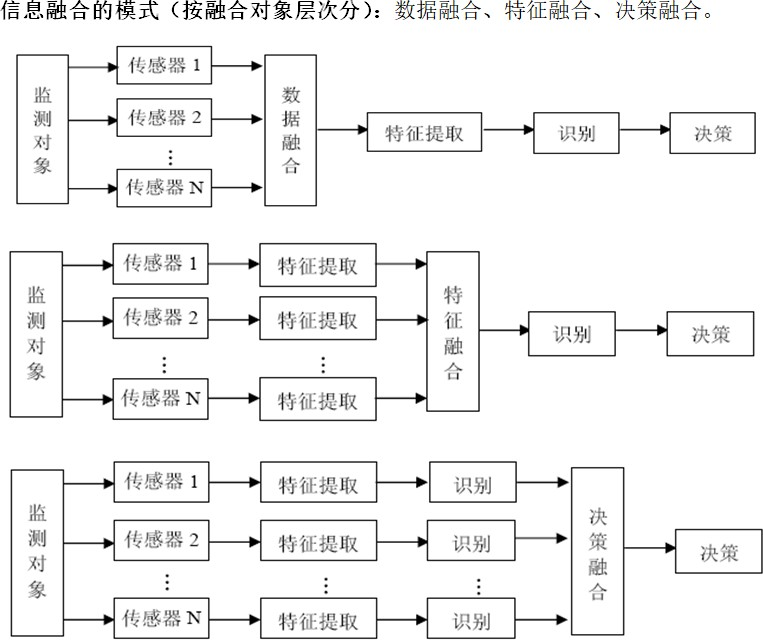 信息融合的模式（按融合对象层次分）：数据融合、特征融合、决策融合。
监测对象
传感器 1
传感器 2
⋮
传感器 N
数据融合
特征提取
识别
决策
监测对象
传感器 1
特征提取
传感器 2
特征提取
⋮
⋮
传感器 N
特征提取
特征融合
识别
决策
监测对象
传感器 1
特征提取
识别
传感器 2
特征提取
识别
⋮
⋮
⋮
传感器 N
特征提取
识别
决策融合
决策